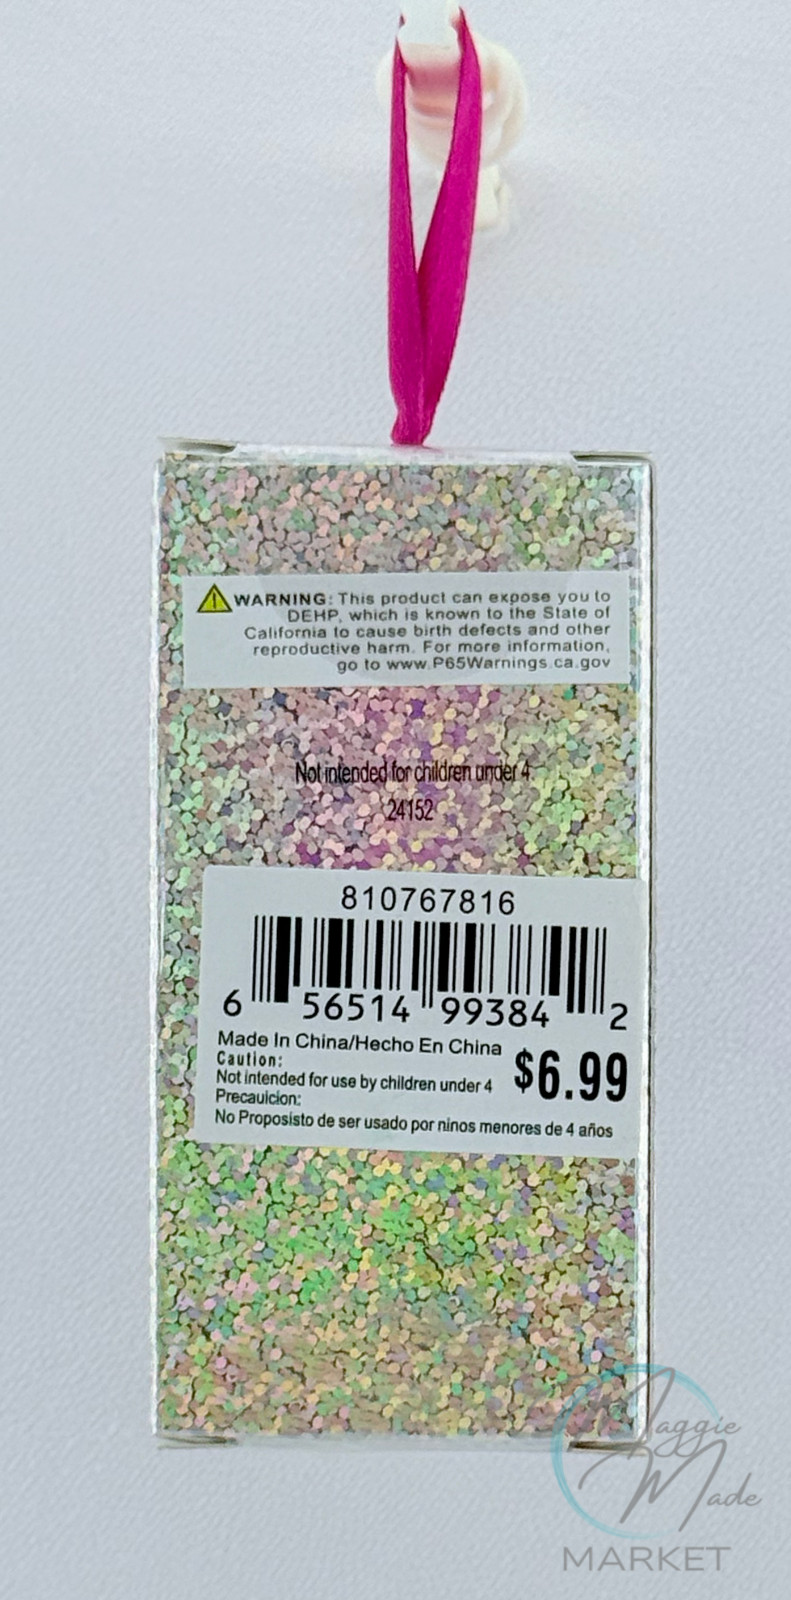 WARNING: This product can expose you to
DEHP, which is known to the State of
California to cause birth defects and other
reproductive harm. For more information,
go to www.P65Warnings.ca.gov
Not intended for children under 4.
24152
810767816
6 56514 99384 2
Made In China/Hecho En China
Caution:
Not intended for use by children under 4
$6.99
Precauicion:
No Proposisto de ser usado por ninos menores de 4 años
Maggie
Made
MARKET